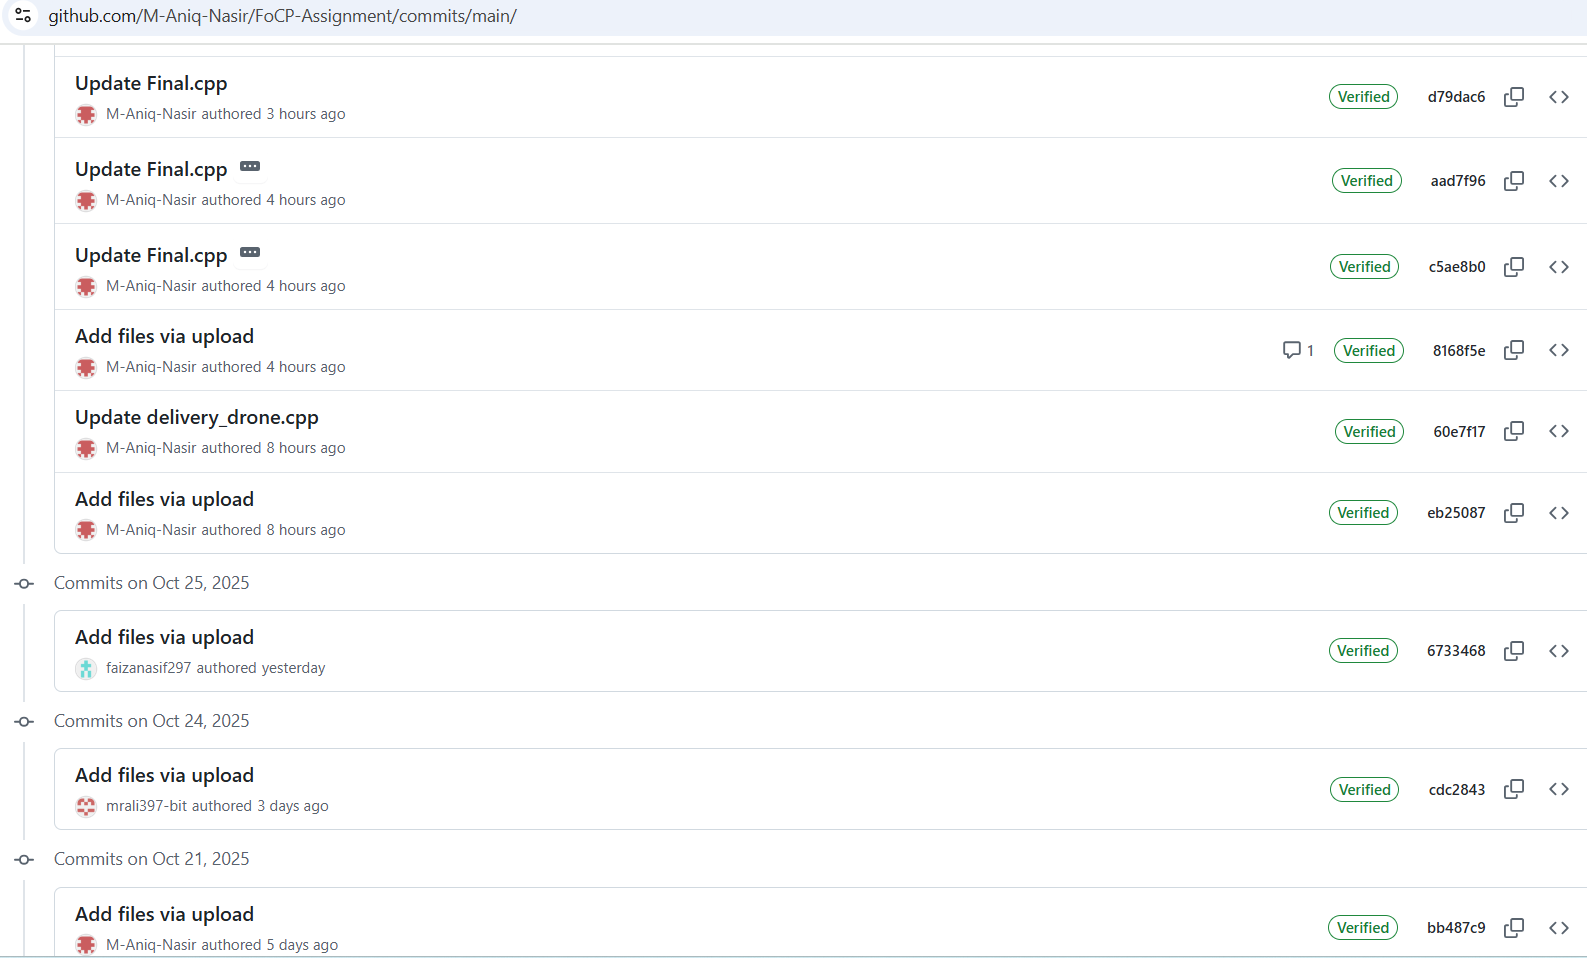 github.com/M-Aniq-Nasir/FoCP-Assignment/commits/main/
Update Final.cpp
M-Aniq-Nasir authored 3 hours ago
Verified d79dac6
Update Final.cpp
M-Aniq-Nasir authored 4 hours ago
Verified aad7f96
Update Final.cpp
M-Aniq-Nasir authored 4 hours ago
Verified c5ae8b0
Add files via upload
M-Aniq-Nasir authored 4 hours ago
1 Verified 8168f5e
Update delivery_drone.cpp
M-Aniq-Nasir authored 8 hours ago
Verified 60e7f17
Add files via upload
M-Aniq-Nasir authored 8 hours ago
Verified eb25087
Commits on Oct 25, 2025
Add files via upload
faizanasif297 authored yesterday
Verified 6733468
Commits on Oct 24, 2025
Add files via upload
mrali397-bit authored 3 days ago
Verified cdc2843
Commits on Oct 21, 2025
Add files via upload
M-Aniq-Nasir authored 5 days ago
Verified bb487c9